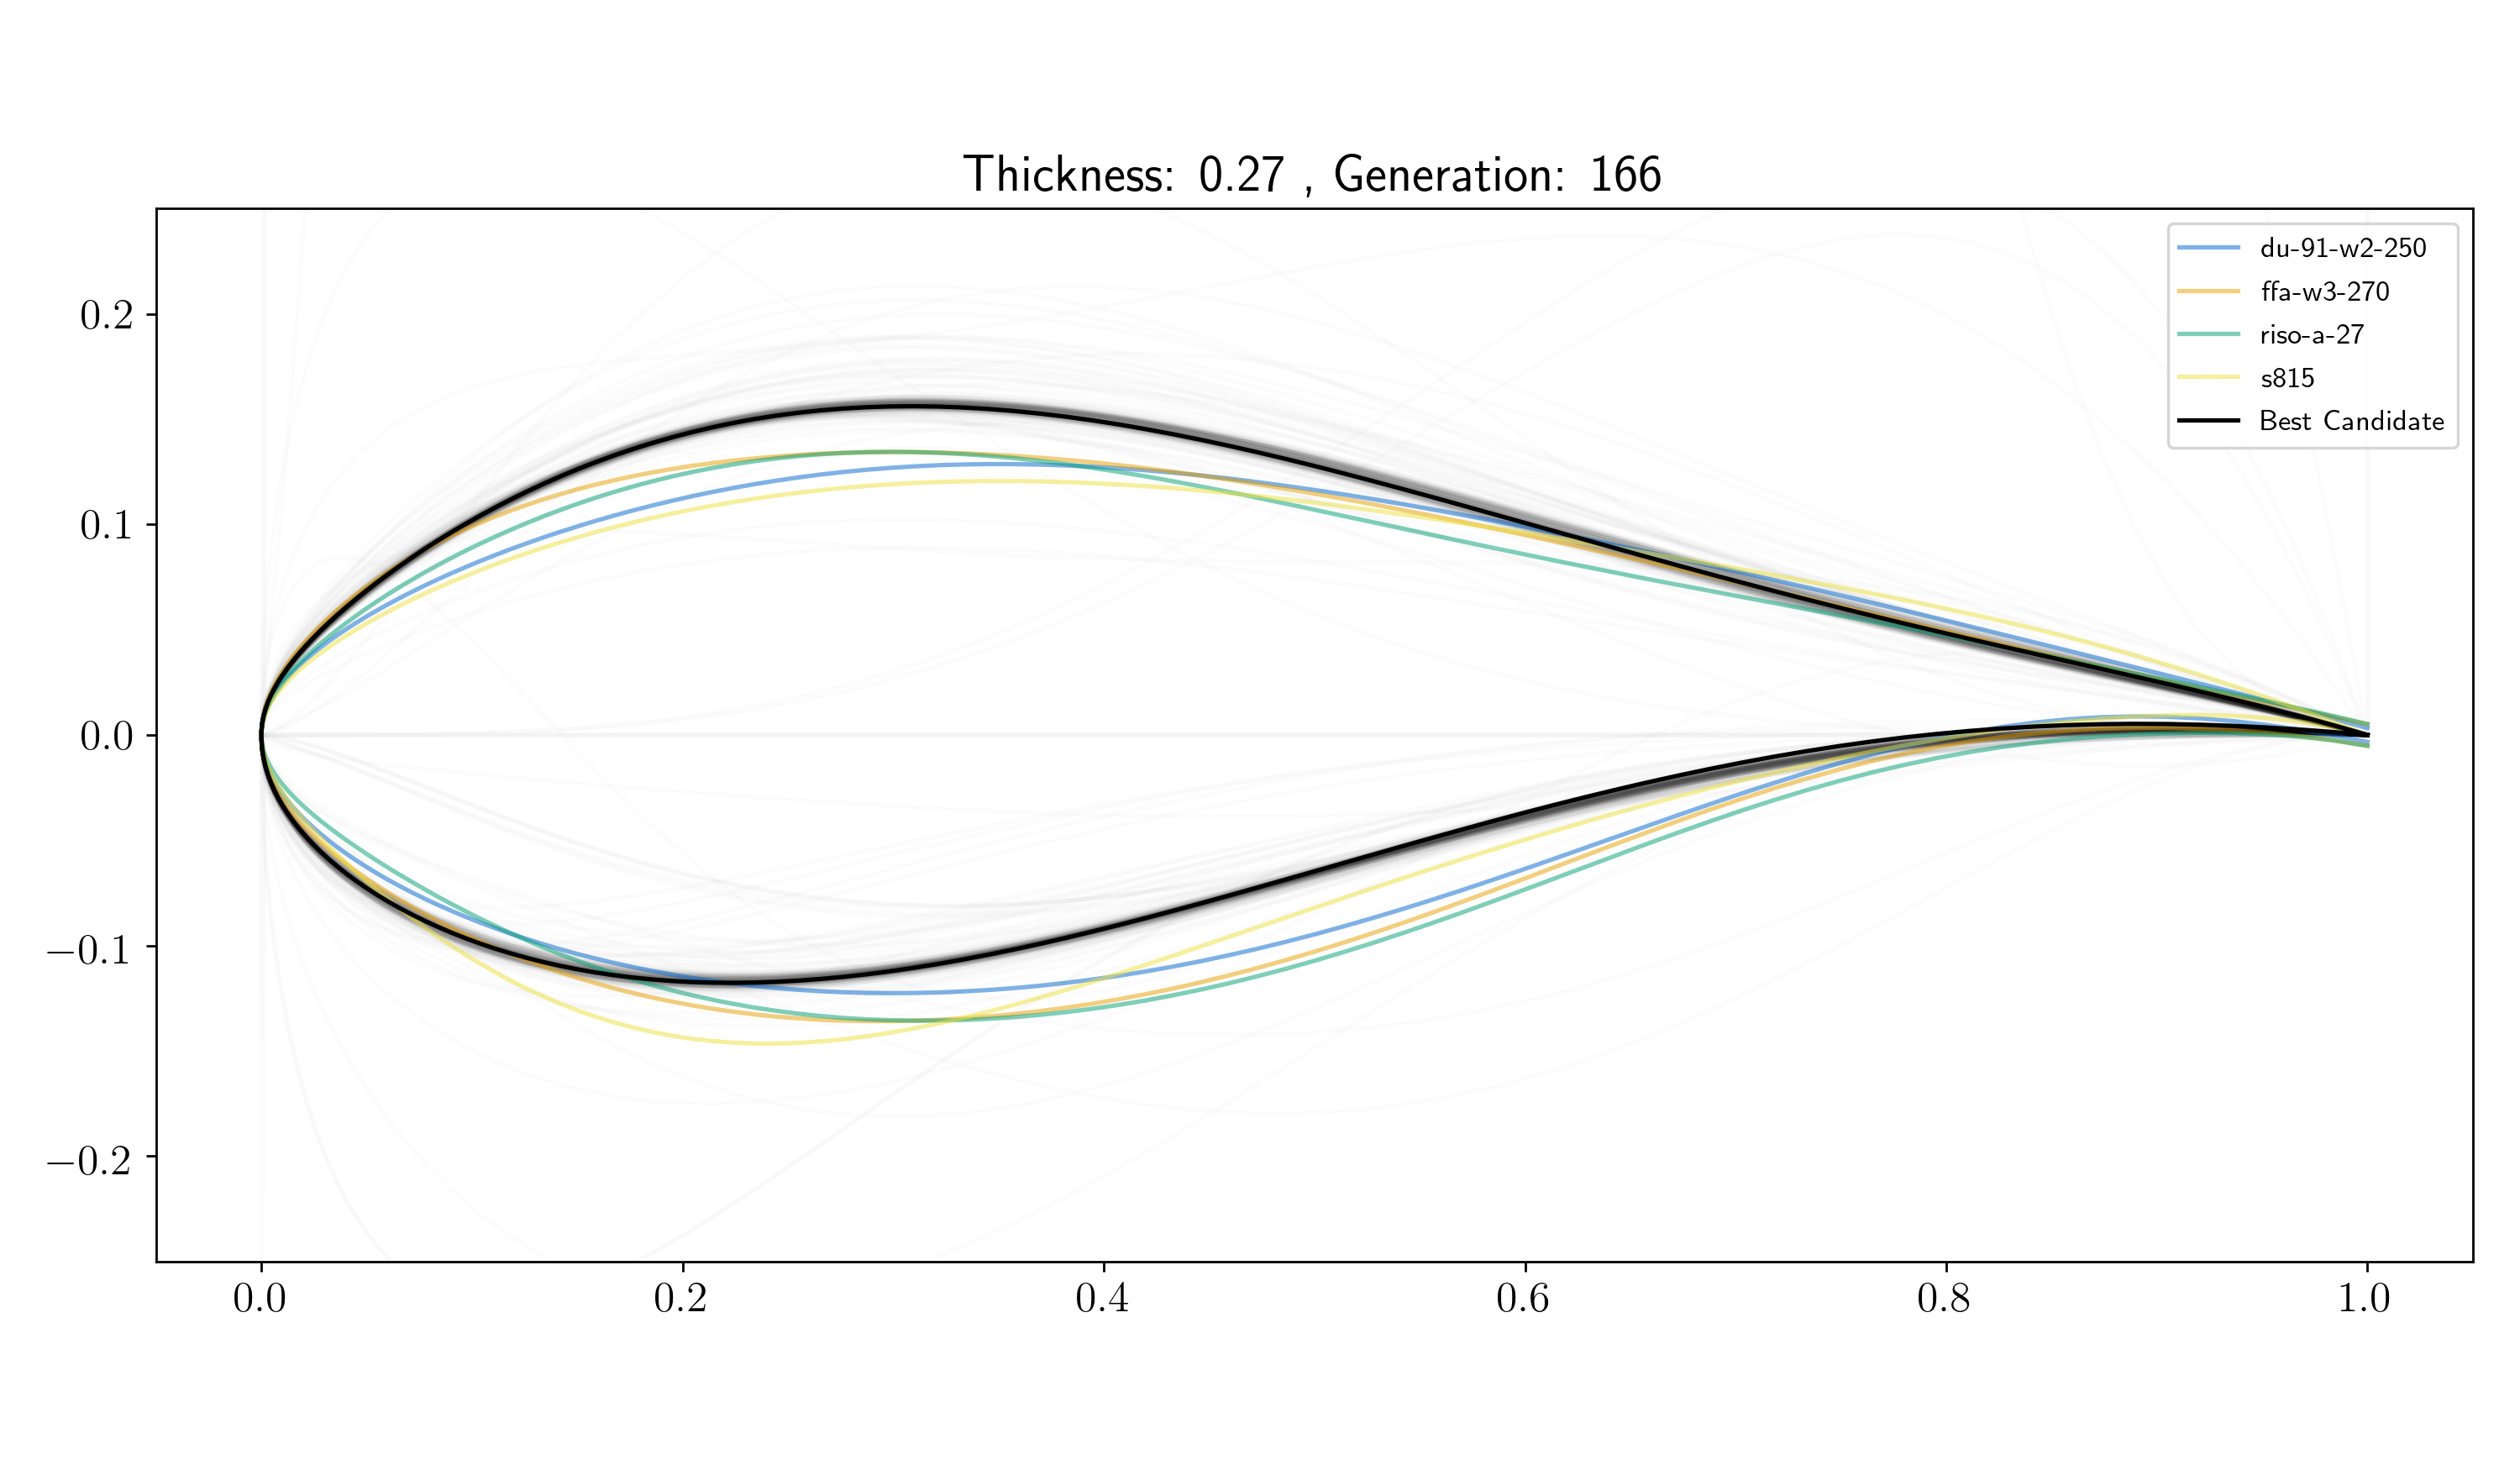 Thickness: 0.27 , Generation: 166
du-91-w2-250
ffa-w3-270
riso-a-27
s815
Best Candidate
0.2
0.1
0.0
−0.1
−0.2
0.0 0.2 0.4 0.6 0.8 1.0